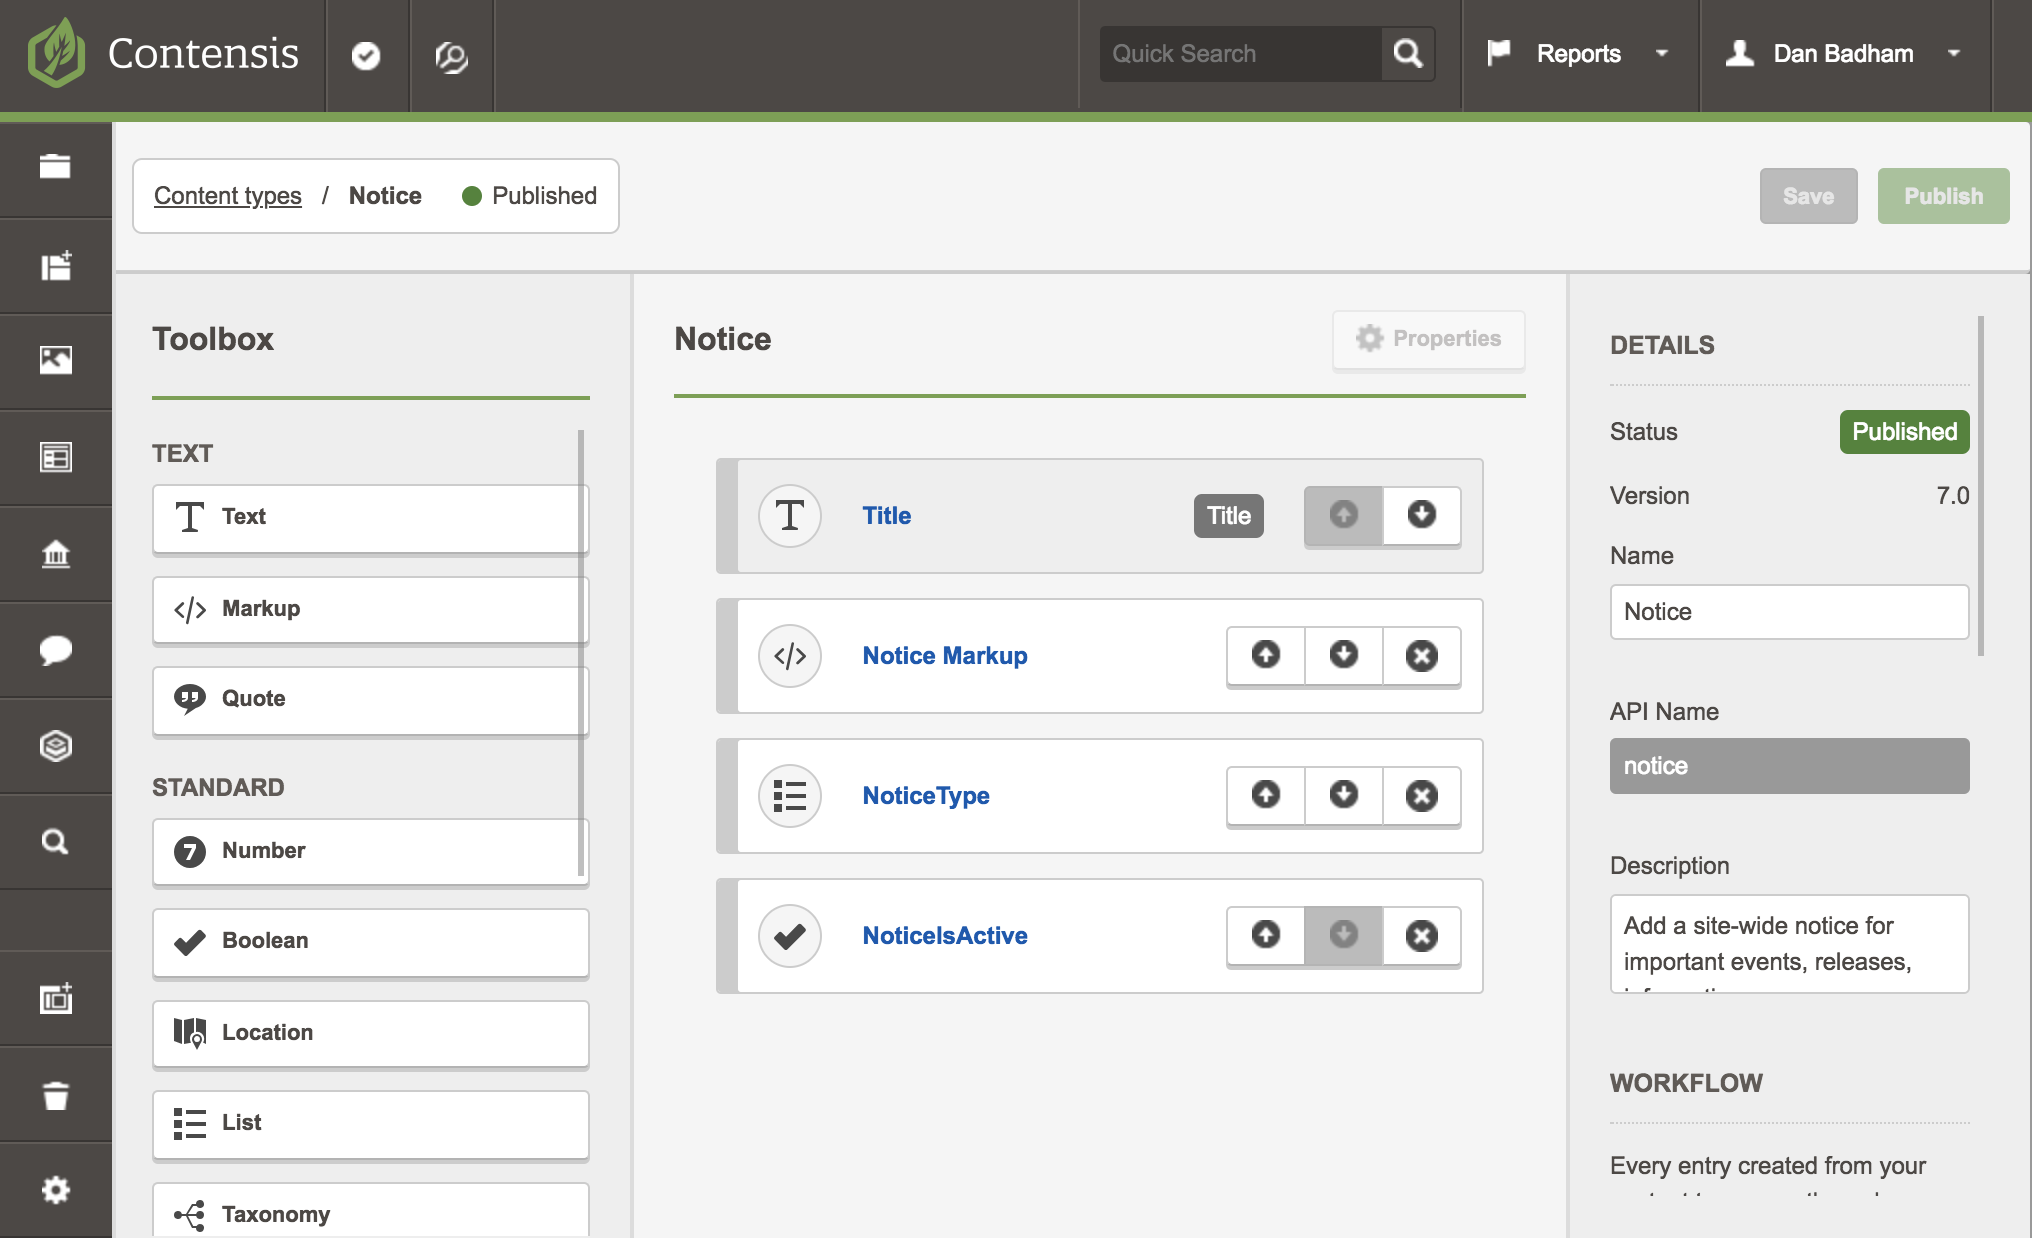 Contensis
Quick Search
Reports
Dan Badham
Content types / Notice Published
Save
Publish
Toolbox
TEXT
Text
Markup
Quote
STANDARD
7 Number
Boolean
Location
List
Taxonomy
Notice
Properties
Title Title
Notice Markup
NoticeType
NoticeIsActive
DETAILS
Status Published
Version 7.0
Name
Notice
API Name
notice
Description
Add a site-wide notice for
important events, releases,
WORKFLOW
Every entry created from your